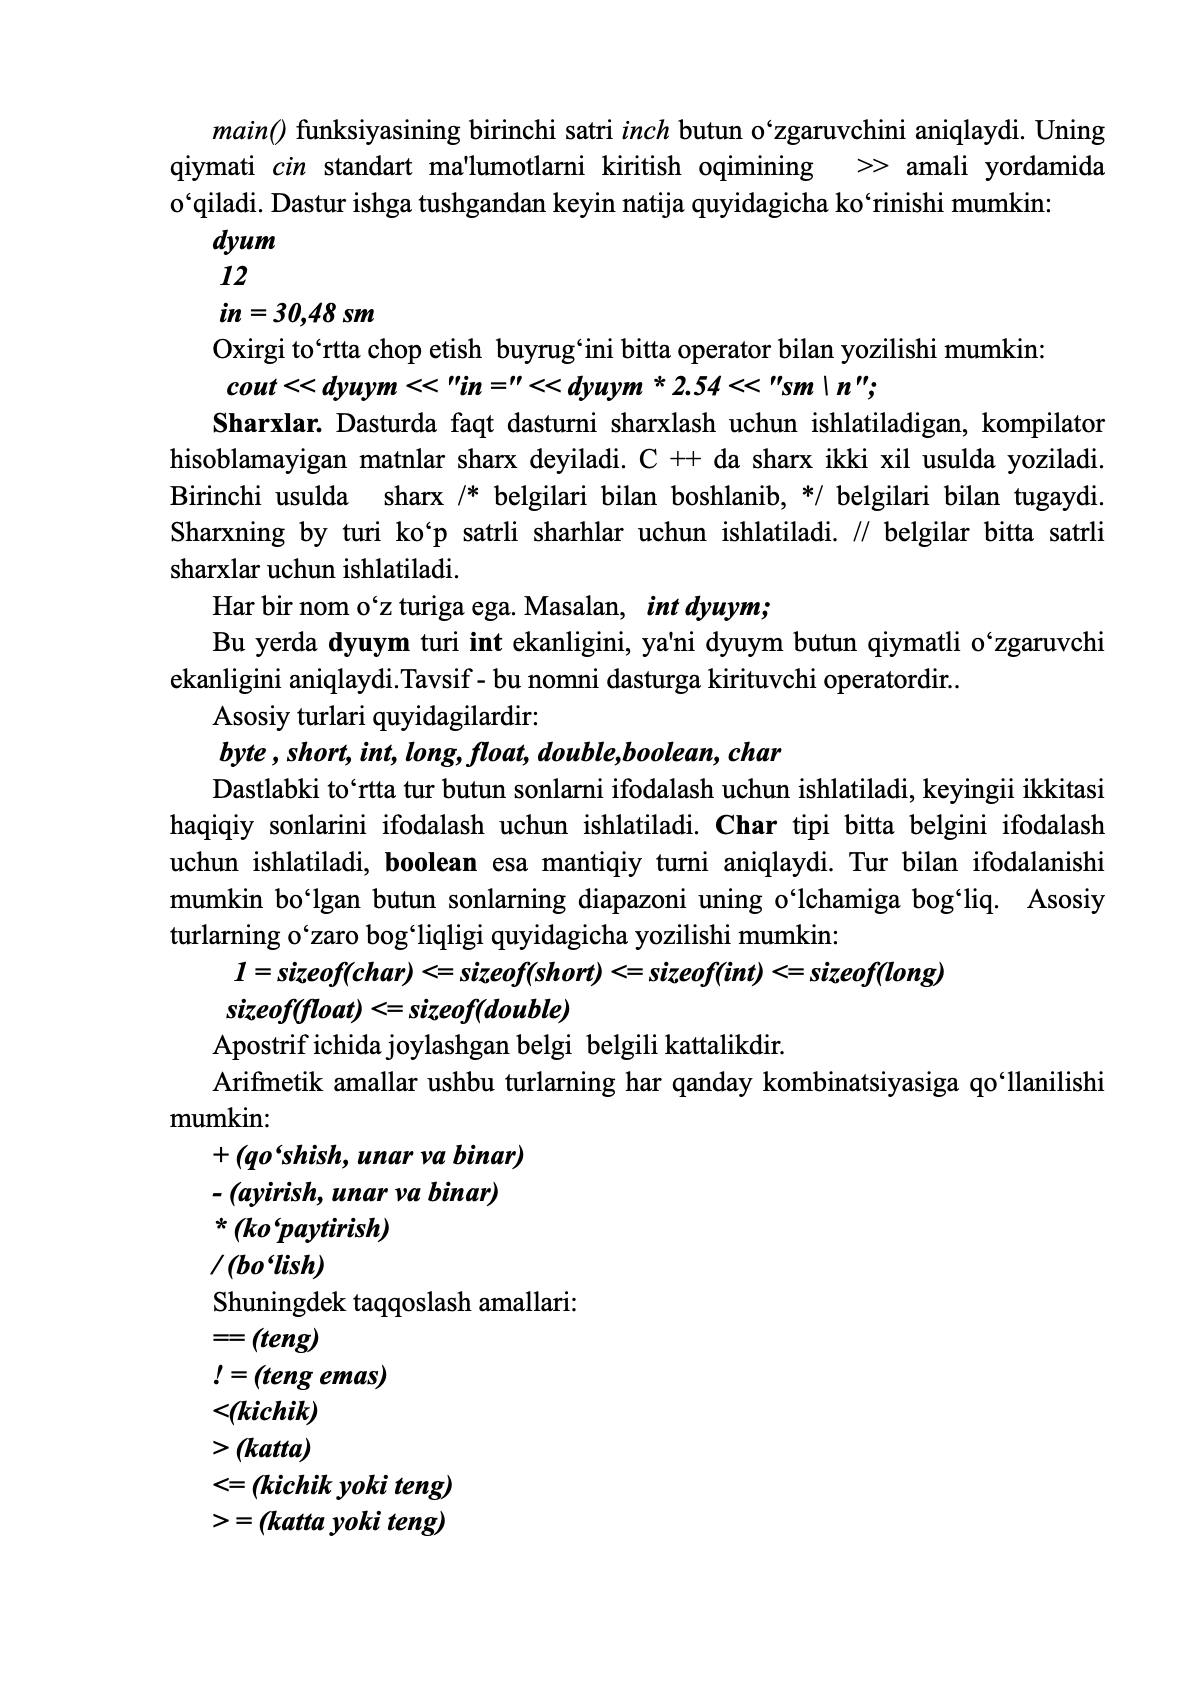 main() funksiyasining birinchi satri inch butun o‘zgaruvchini aniqlaydi. Uning
qiymati cin standart ma'lumotlarni kiritish oqimining >> amali yordamida
o‘qiladi. Dastur ishga tushgandan keyin natija quyidagicha ko‘rinishi mumkin:
dyum
12
in = 30,48 sm
Oxirgi to‘rtta chop etish buyrug‘ini bitta operator bilan yozilishi mumkin:
cout << dyuym << "in =" << dyuym * 2.54 << "sm \ n";
Sharxlar. Dasturda faqt dasturni sharxlash uchun ishlatiladigan, kompilator
hisoblamayigan matnlar sharx deyiladi. C ++ da sharx ikki xil usulda yoziladi.
Birinchi usulda sharx /* belgilari bilan boshlanib, */ belgilari bilan tugaydi.
Sharxning by turi ko‘p satrli sharhlar uchun ishlatiladi. // belgilar bitta satrli
sharxlar uchun ishlatiladi.
Har bir nom o‘z turiga ega. Masalan, int dyuym;
Bu yerda dyuym turi int ekanligini, ya'ni dyuym butun qiymatli o‘zgaruvchi
ekanligini aniqlaydi.Tavsif - bu nomni dasturga kirituvchi operatordir..
Asosiy turlari quyidagilardir:
byte , short, int, long, float, double,boolean, char
Dastlabki to‘rtta tur butun sonlarni ifodalash uchun ishlatiladi, keyingii ikkitasi
haqiqiy sonlarini ifodalash uchun ishlatiladi. Char tipi bitta belgini ifodalash
uchun ishlatiladi, boolean esa mantiqiy turni aniqlaydi. Tur bilan ifodalanishi
mumkin bo‘lgan butun sonlarning diapazoni uning o‘lchamiga bog‘liq. Asosiy
turlarning o‘zaro bog‘liqligi quyidagicha yozilishi mumkin:
1 = sizeof(char) <= sizeof(short) <= sizeof(int) <= sizeof(long)
sizeof(float) <= sizeof(double)
Apostrif ichida joylashgan belgi belgili kattalikdir.
Arifmetik amallar ushbu turlarning har qanday kombinatsiyasiga qo‘llanilishi
mumkin:
+ (qo‘shish, unar va binar)
- (ayirish, unar va binar)
* (ko‘paytirish)
/ (bo‘lish)
Shuningdek taqqoslash amallari:
== (teng)
! = (teng emas)
<(kichik)
> (katta)
<= (kichik yoki teng)
> = (katta yoki teng)